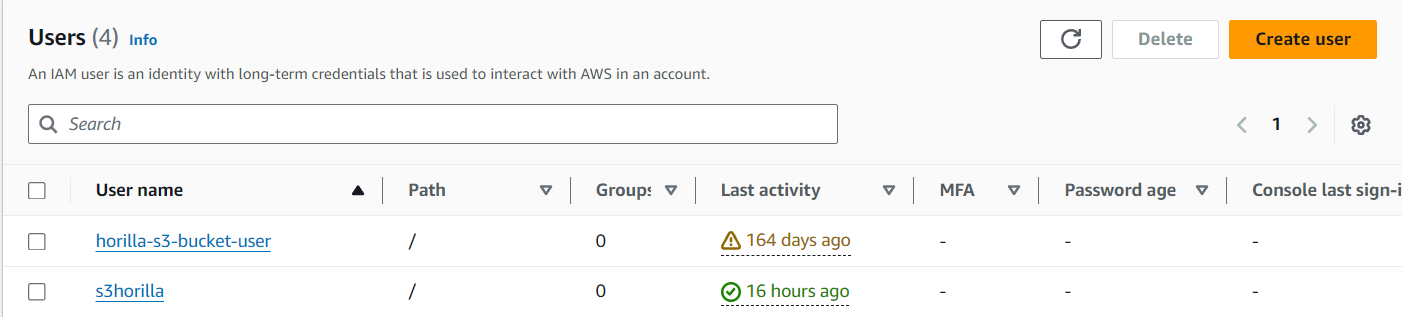 Users (4) Info
Delete
Create user
An IAM user is an identity with long-term credentials that is used to interact with AWS in an account.
Search
1
User name Path Groups Last activity MFA Password age Console last sign-i
horilla-s3-bucket-user / 0 164 days ago - - -
s3horilla / 0 16 hours ago - - -